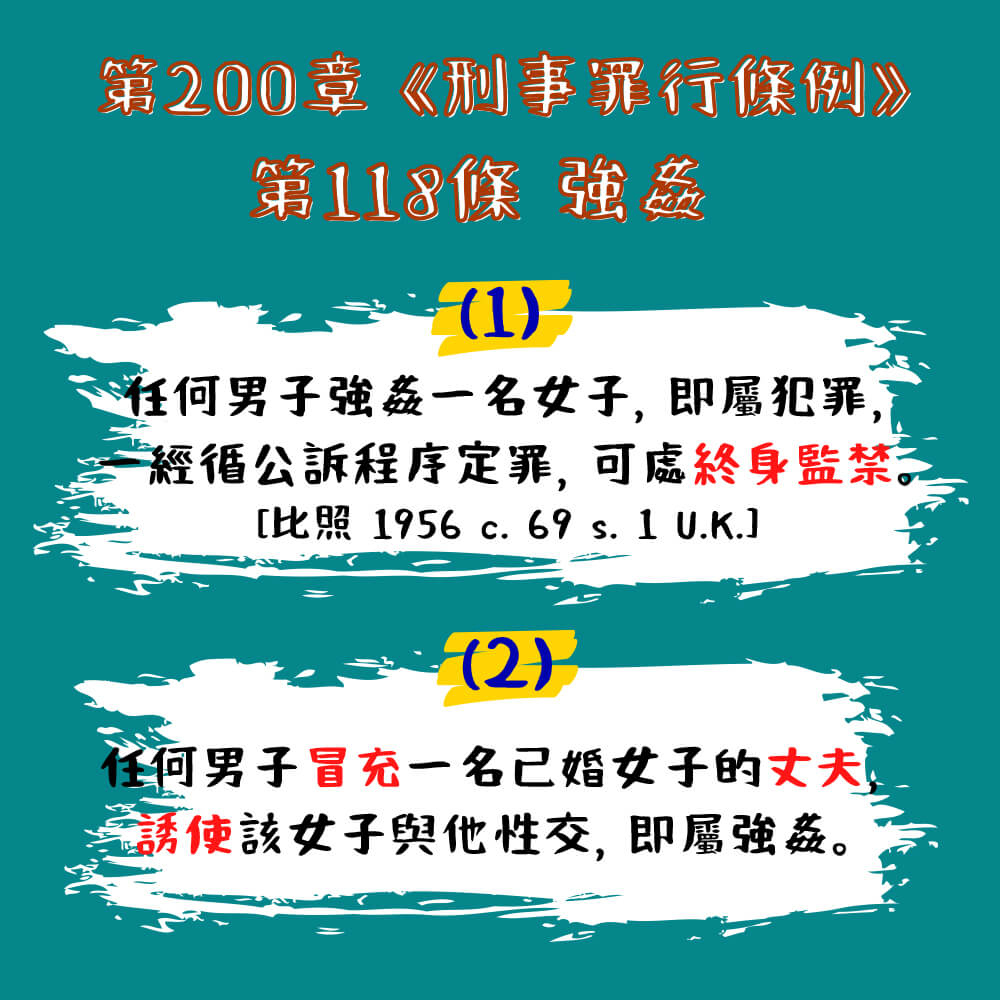 第200章《刑事罪行條例》
第118條 強姦
(1)
任何男子強姦一名女子, 即屬犯罪,
一經循公訴程序定罪, 可處終身監禁。
[比照 1956 c. 69 s. 1 U.K.]
(2)
任何男子冒充一名已婚女子的丈夫,
誘使該女子與他性交, 即屬強姦。